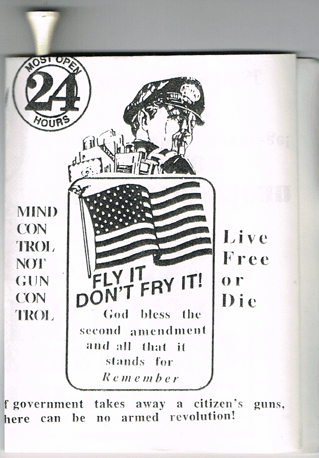 MOST OPEN
24
HOURS
MIND
CON
TROL
NOT
GUN
CON
TROL
FLY IT
DON'T FRY IT!
God bless the
second amendment
and all that it
stands for
Remember
Live
Free
or
Die
f government takes away a citizen's guns,
here can be no armed revolution!